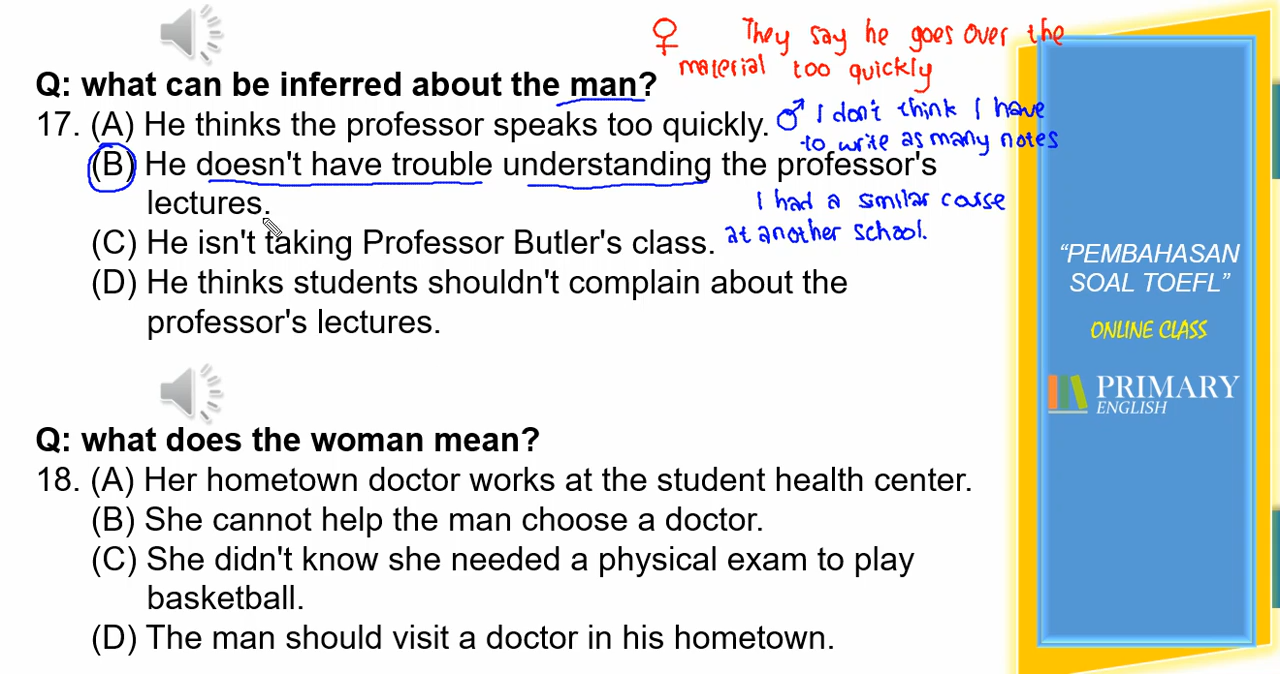 ♀ They say he goes over the
material too quickly
Q: what can be inferred about the man?
17. (A) He thinks the professor speaks too quickly.
♂ I don't think I have
to write as many notes
(B) He doesn't have trouble understanding the professor's
lectures.
I had a similar course
at another school.
(C) He isn't taking Professor Butler's class.
(D) He thinks students shouldn't complain about the
professor's lectures.
Q: what does the woman mean?
18. (A) Her hometown doctor works at the student health center.
(B) She cannot help the man choose a doctor.
(C) She didn't know she needed a physical exam to play
basketball.
(D) The man should visit a doctor in his hometown.
“PEMBAHASAN
SOAL TOEFL”
ONLINE CLASS
PRIMARY
ENGLISH